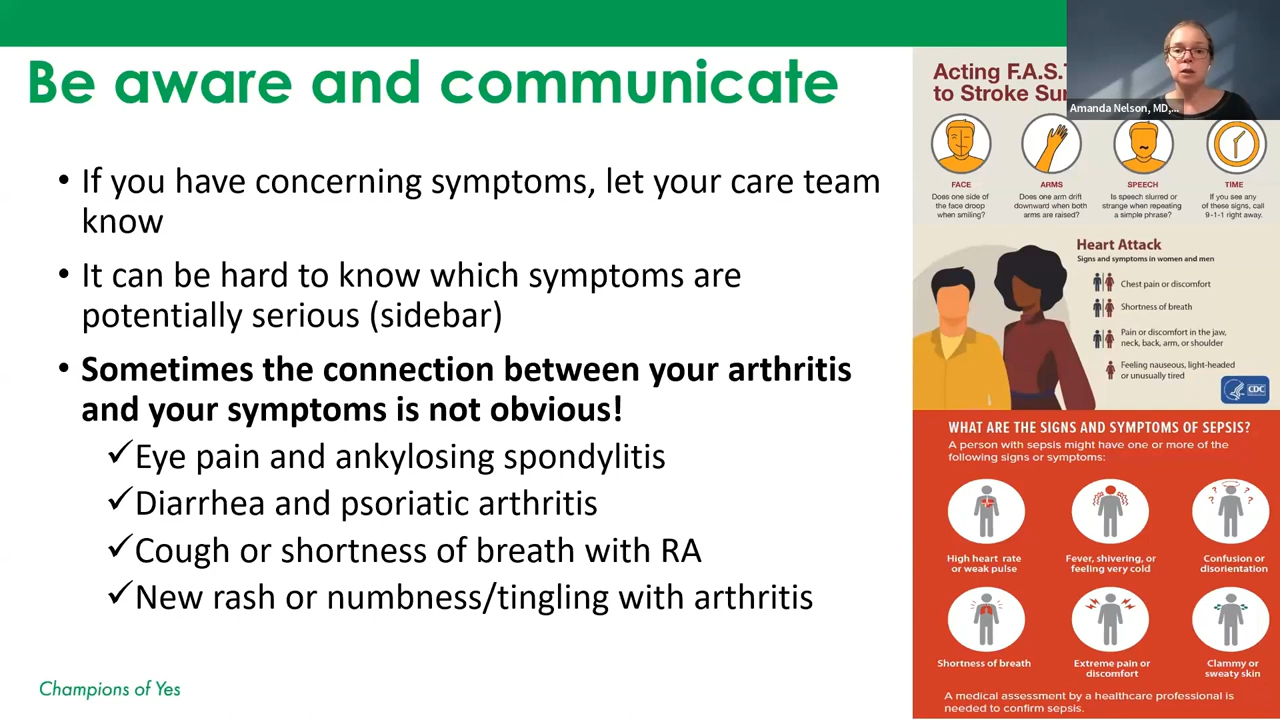 Be aware and communicate
• If you have concerning symptoms, let your care team
know
• It can be hard to know which symptoms are
potentially serious (sidebar)
• Sometimes the connection between your arthritis
and your symptoms is not obvious!
✓Eye pain and ankylosing spondylitis
✓Diarrhea and psoriatic arthritis
✓Cough or shortness of breath with RA
✓New rash or numbness/tingling with arthritis
Champions of Yes
Acting F.A.S.
to Stroke
Amanda Nelson, MD,...
FACE
Does one side of
the face droop
when smiling?
ARMS
Does one arm drift
downward when both
arms are raised?
SPEECH
Is speech slurred or
strange when repeating
a simple phrase?
TIME
If you see any
of these signs, call
9-1-1 right away.
Heart Attack
Signs and symptoms in women and men
Chest pain or discomfort
Shortness of breath
Pain or discomfort in the jaw,
neck, back, arm, or shoulder
Feeling nauseous, light-headed
or unusually tired
CDC
WHAT ARE THE SIGNS AND SYMPTOMS OF SEPSIS?
A person with sepsis might have one or more of the
following signs or symptoms:
High heart rate
or weak pulse
Fever, shivering, or
feeling very cold
Confusion or
disorientation
Shortness of breath
Extreme pain or
discomfort
Clammy or
sweaty skin
A medical assessment by a healthcare professional is
needed to confirm sepsis.